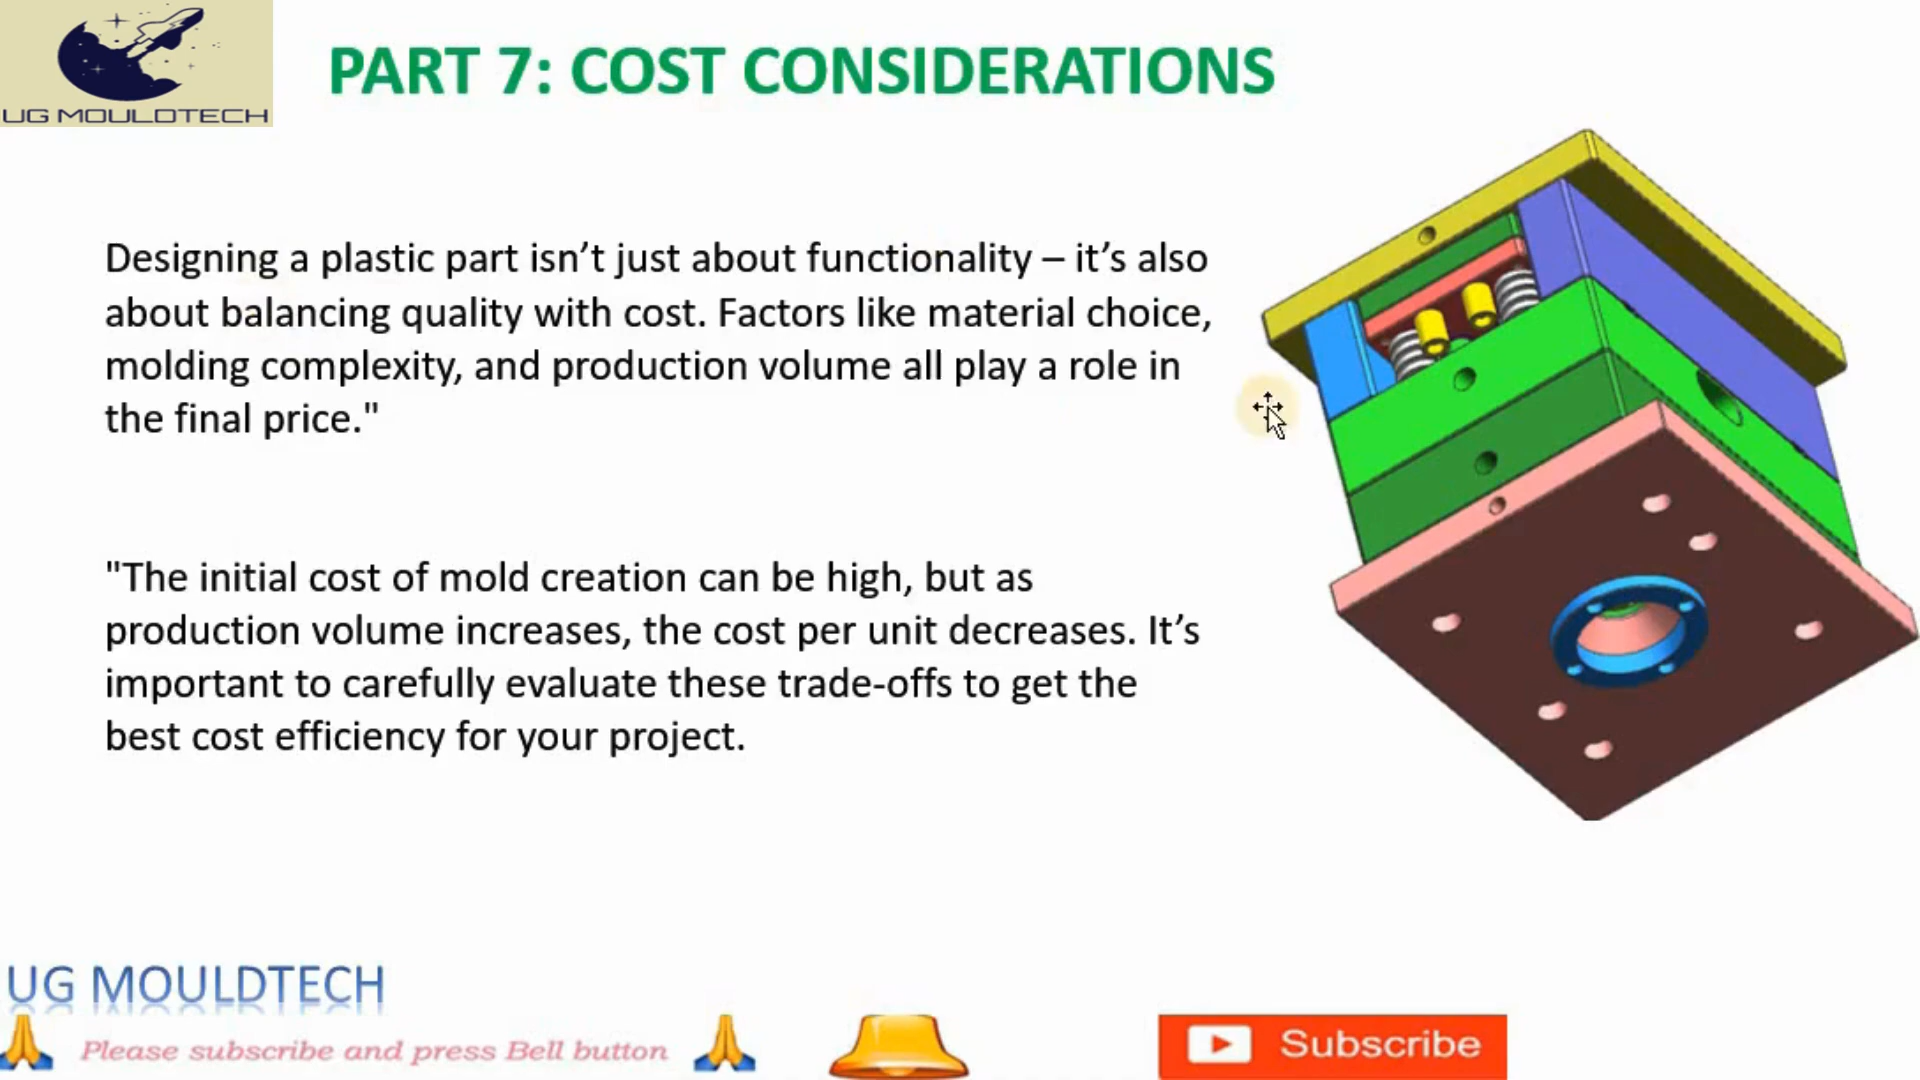 UG MOULDTECH
PART 7: COST CONSIDERATIONS
Designing a plastic part isn’t just about functionality – it’s also
about balancing quality with cost. Factors like material choice,
molding complexity, and production volume all play a role in
the final price."
"The initial cost of mold creation can be high, but as
production volume increases, the cost per unit decreases. It’s
important to carefully evaluate these trade-offs to get the
best cost efficiency for your project.
UG MOULDTECH
Please subscribe and press Bell button
Subscribe